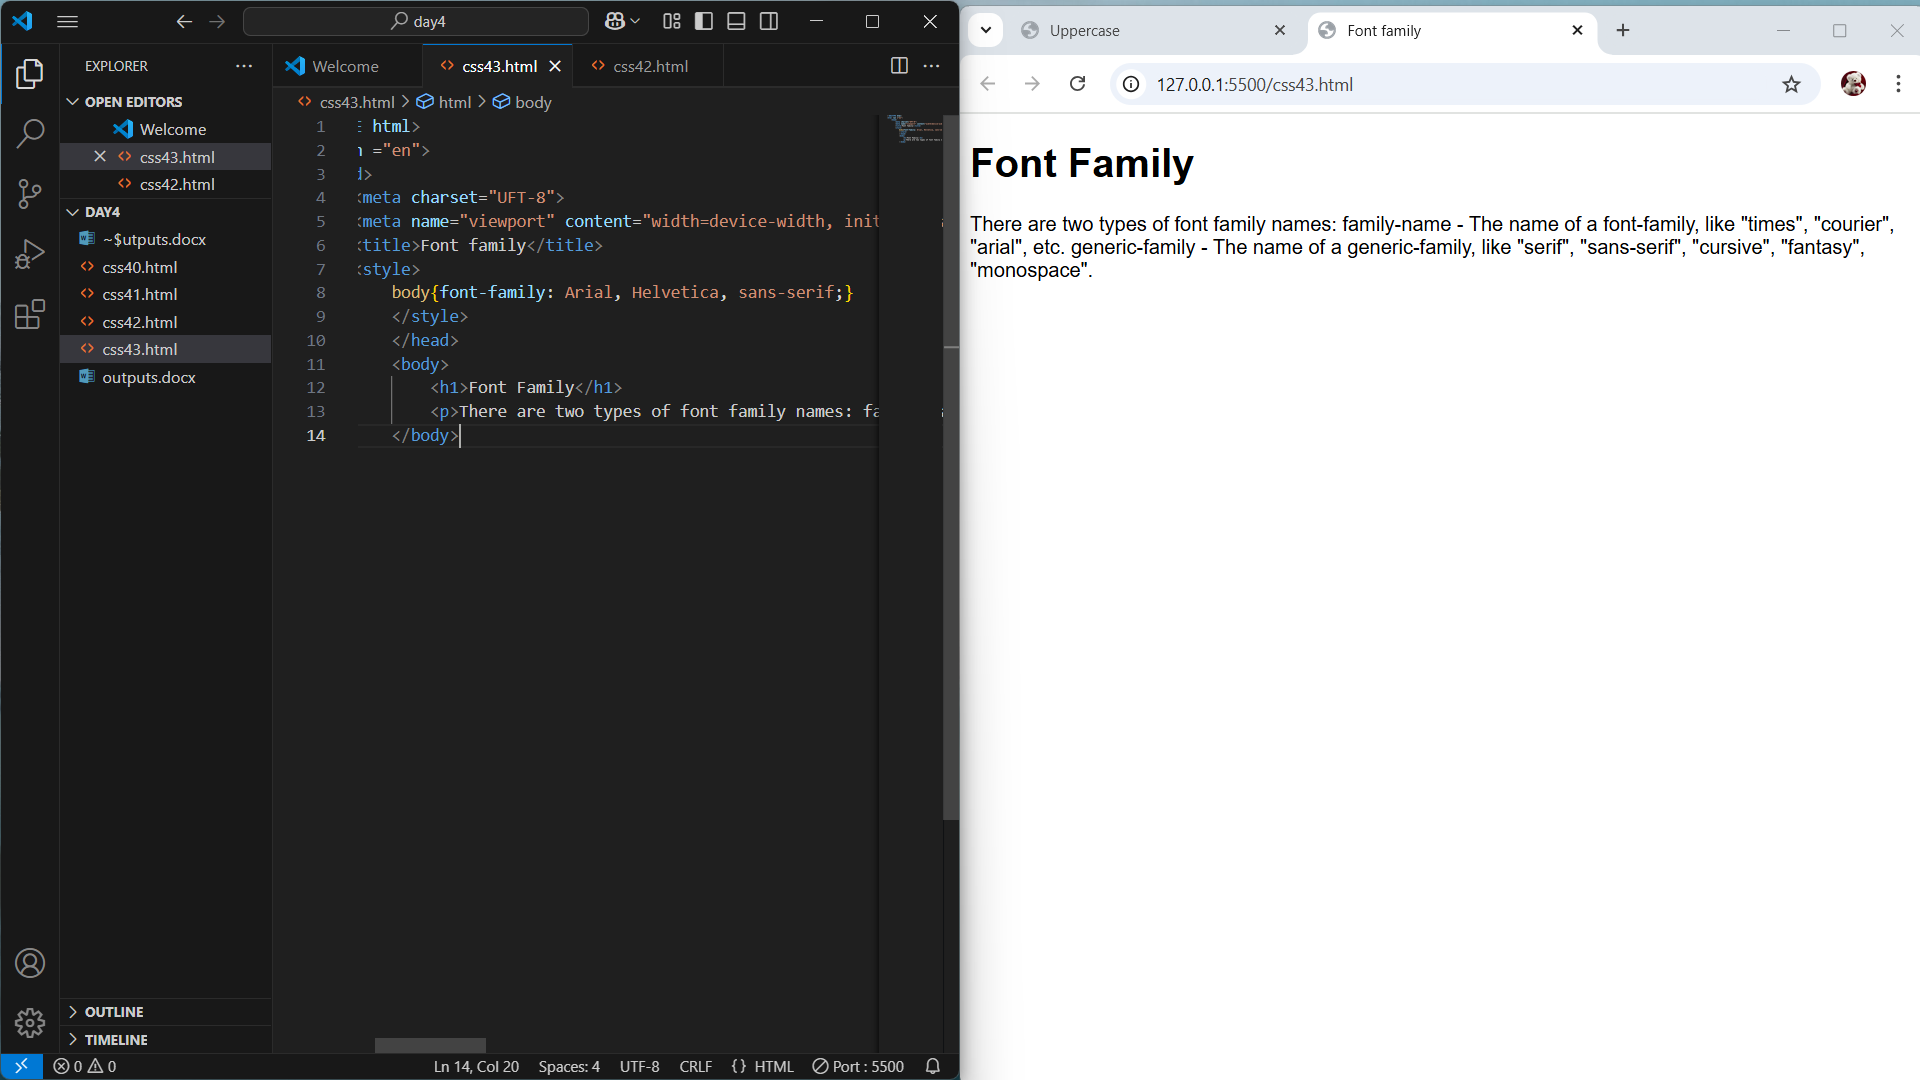 day4
EXPLORER
OPEN EDITORS
Welcome
css43.html
css42.html
DAY4
~$utputs.docx
css40.html
css41.html
css42.html
css43.html
outputs.docx
OUTLINE
TIMELINE
Welcome
css43.html
css42.html
css43.html > html > body
1 html>
2 ="en">
3 >
4 <meta charset="UFT-8">
5 <meta name="viewport" content="width=device-width, init
6 <title>Font family</title>
7 <style>
8 body{font-family: Arial, Helvetica, sans-serif;}
9 </style>
10 </head>
11 <body>
12 <h1>Font Family</h1>
13 <p>There are two types of font family names: fa
14 </body>
0 0 Ln 14, Col 20 Spaces: 4 UTF-8 CRLF {} HTML Port : 5500
Uppercase
Font family
127.0.0.1:5500/css43.html
Font Family
There are two types of font family names: family-name - The name of a font-family, like "times", "courier",
"arial", etc. generic-family - The name of a generic-family, like "serif", "sans-serif", "cursive", "fantasy",
"monospace".